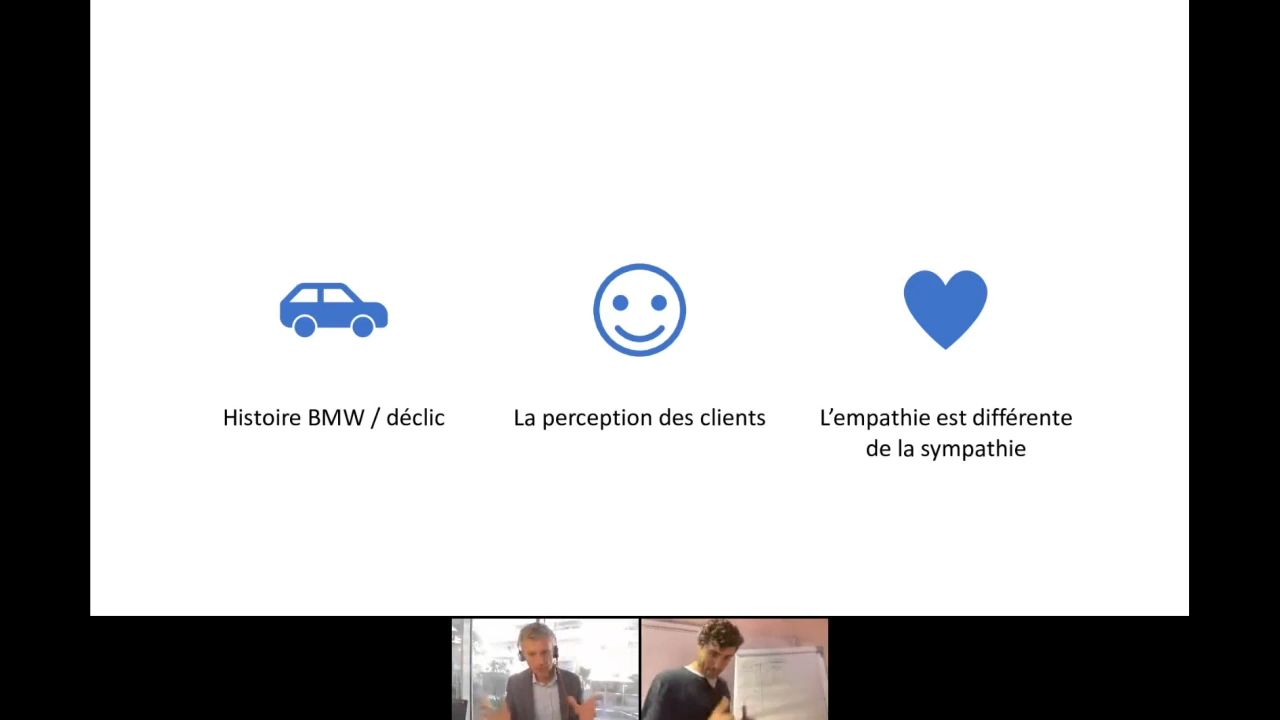 Histoire BMW / déclic
La perception des clients
L’empathie est différente
de la sympathie